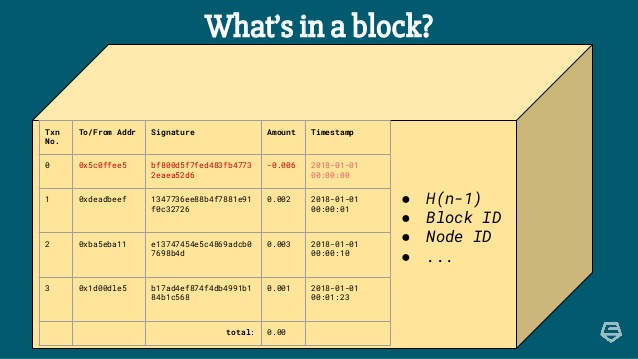 What's in a block?
Txn No. To/From Addr Signature Amount Timestamp
0 0x5c0ffee5 bf800d5f7fed483fb4773 -0.006 2018-01-01
2eaea52d6 00:00:00
1 0xdeadbeef 1347736ee88b4f7881e91 0.002 2018-01-01
f0c32726 00:00:01
2 0xba5eba11 e13747454e5c4869adcb0 0.003 2018-01-01
7698b4d 00:00:10
3 0x1d00dle5 b17ad4ef874f4db4991b1 0.001 2018-01-01
84b1c568 00:01:23
total: 0.00
● H(n-1)
● Block ID
● Node ID
● ...